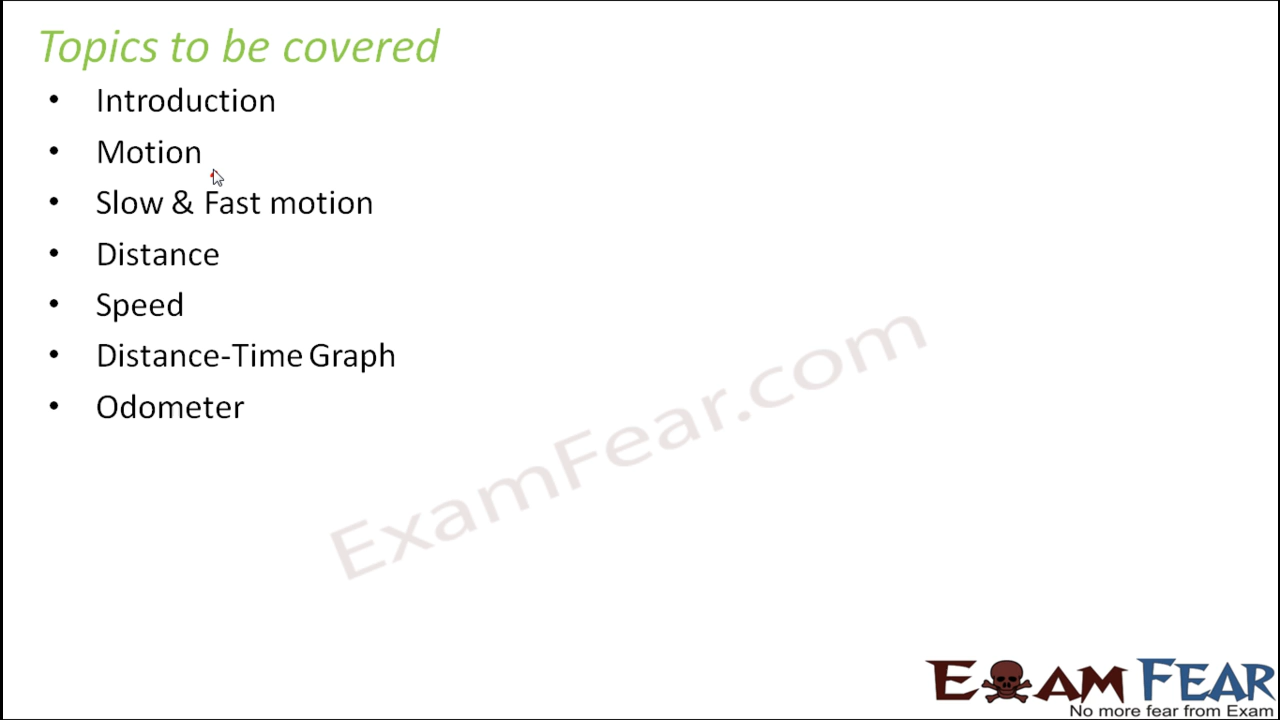 Topics to be covered
• Introduction
• Motion
• Slow & Fast motion
• Distance
• Speed
• Distance-Time Graph
• Odometer
ExamFear.com
EXAM FEAR
No more fear from Exam